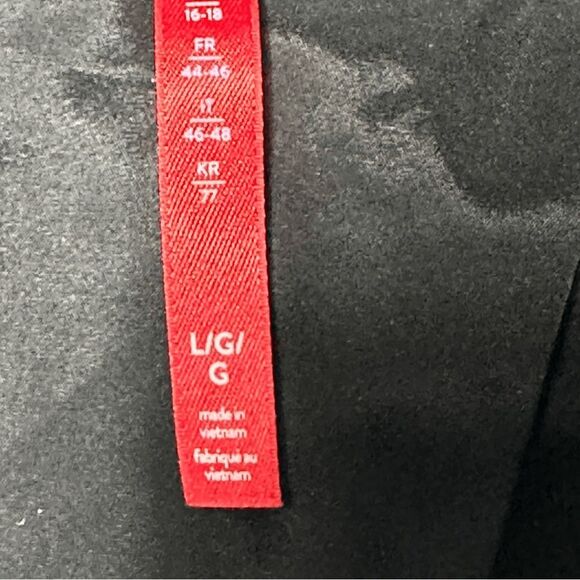 16-18
FR
44-46
IT
46-48
KR
77
L/G/
G
made in
vietnam
fabriqué au
vietnam